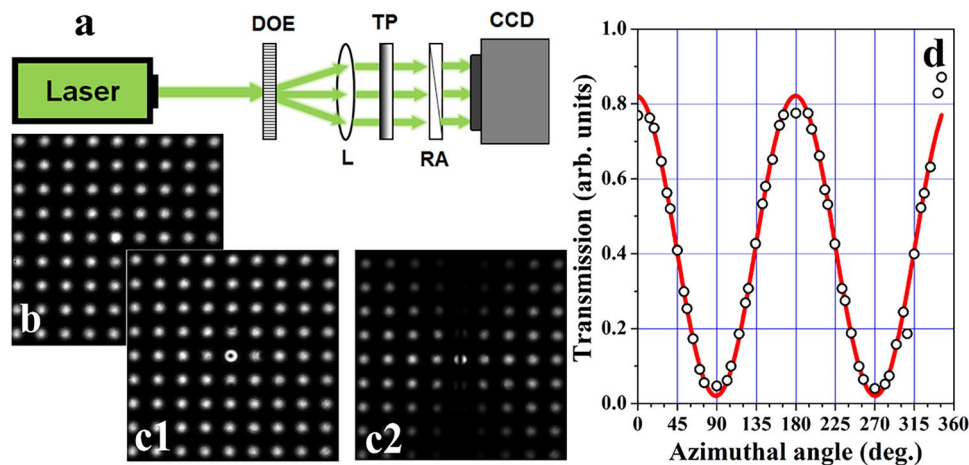 a
DOE
TP
CCD
Laser
L
RA
b
c1
c2
d
Transmission (arb. units)
1.0
0.8
0.6
0.4
0.2
0.0
0 45 90 135 180 225 270 315 360
Azimuthal angle (deg.)